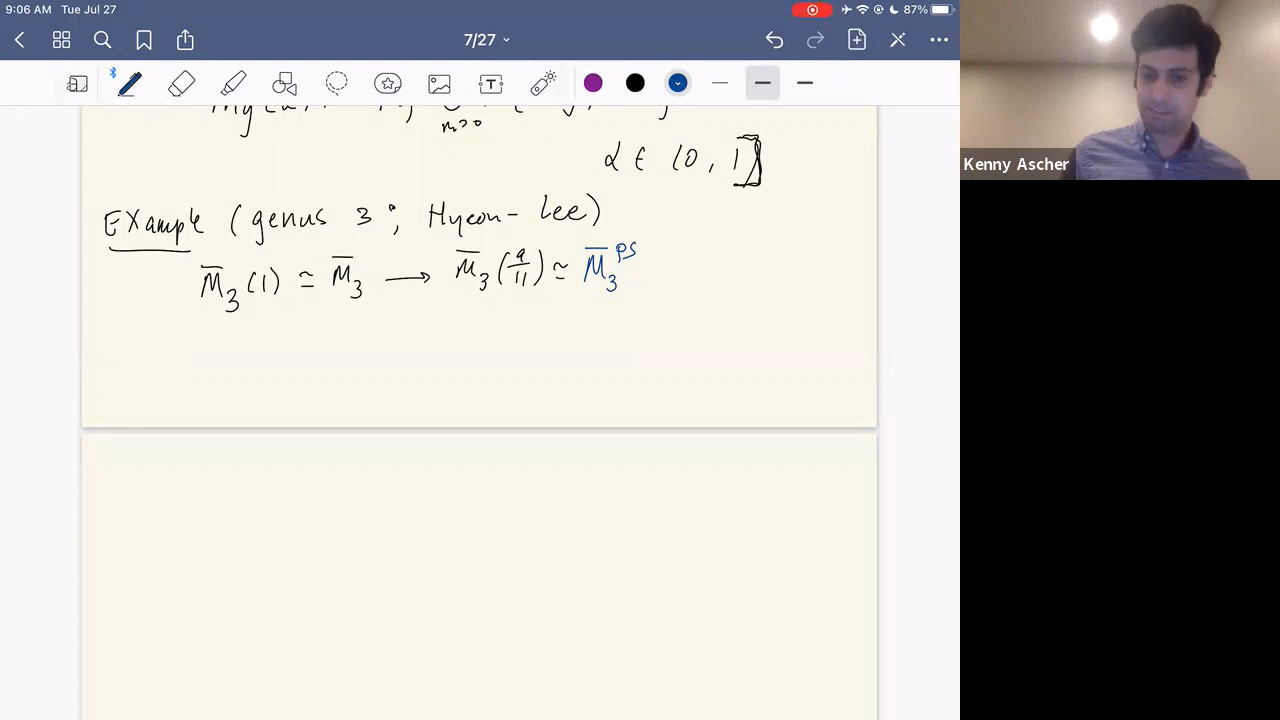 9:06 AM Tue Jul 27
87%
7/27
Kenny Ascher
m>0
α ∈ (0, 1]
Example (genus 3; Hyeon-Lee)
M̅₃(1) ≃ M̅₃ → M̅₃(9/11) ≃ M̅₃^PS